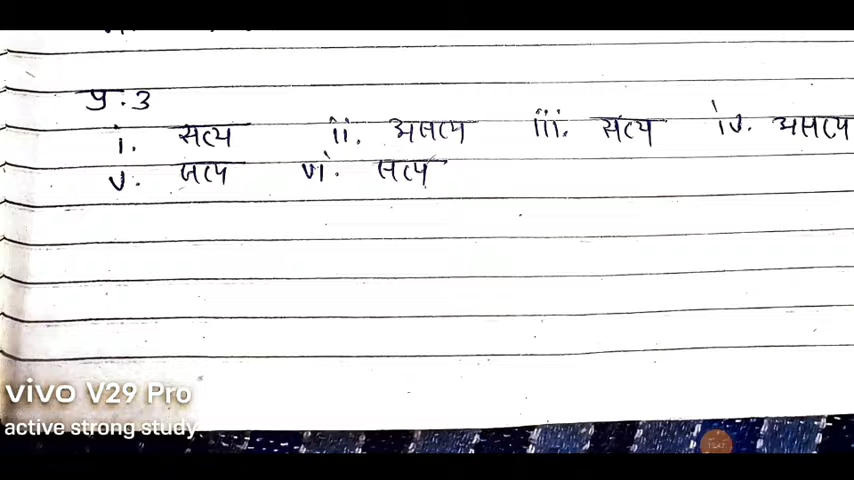 प्र.3
i. सत्य ii. असत्य iii. सत्य iv. असत्य
v. सत्य vi. सत्य
vivo V29 Pro
active strong study